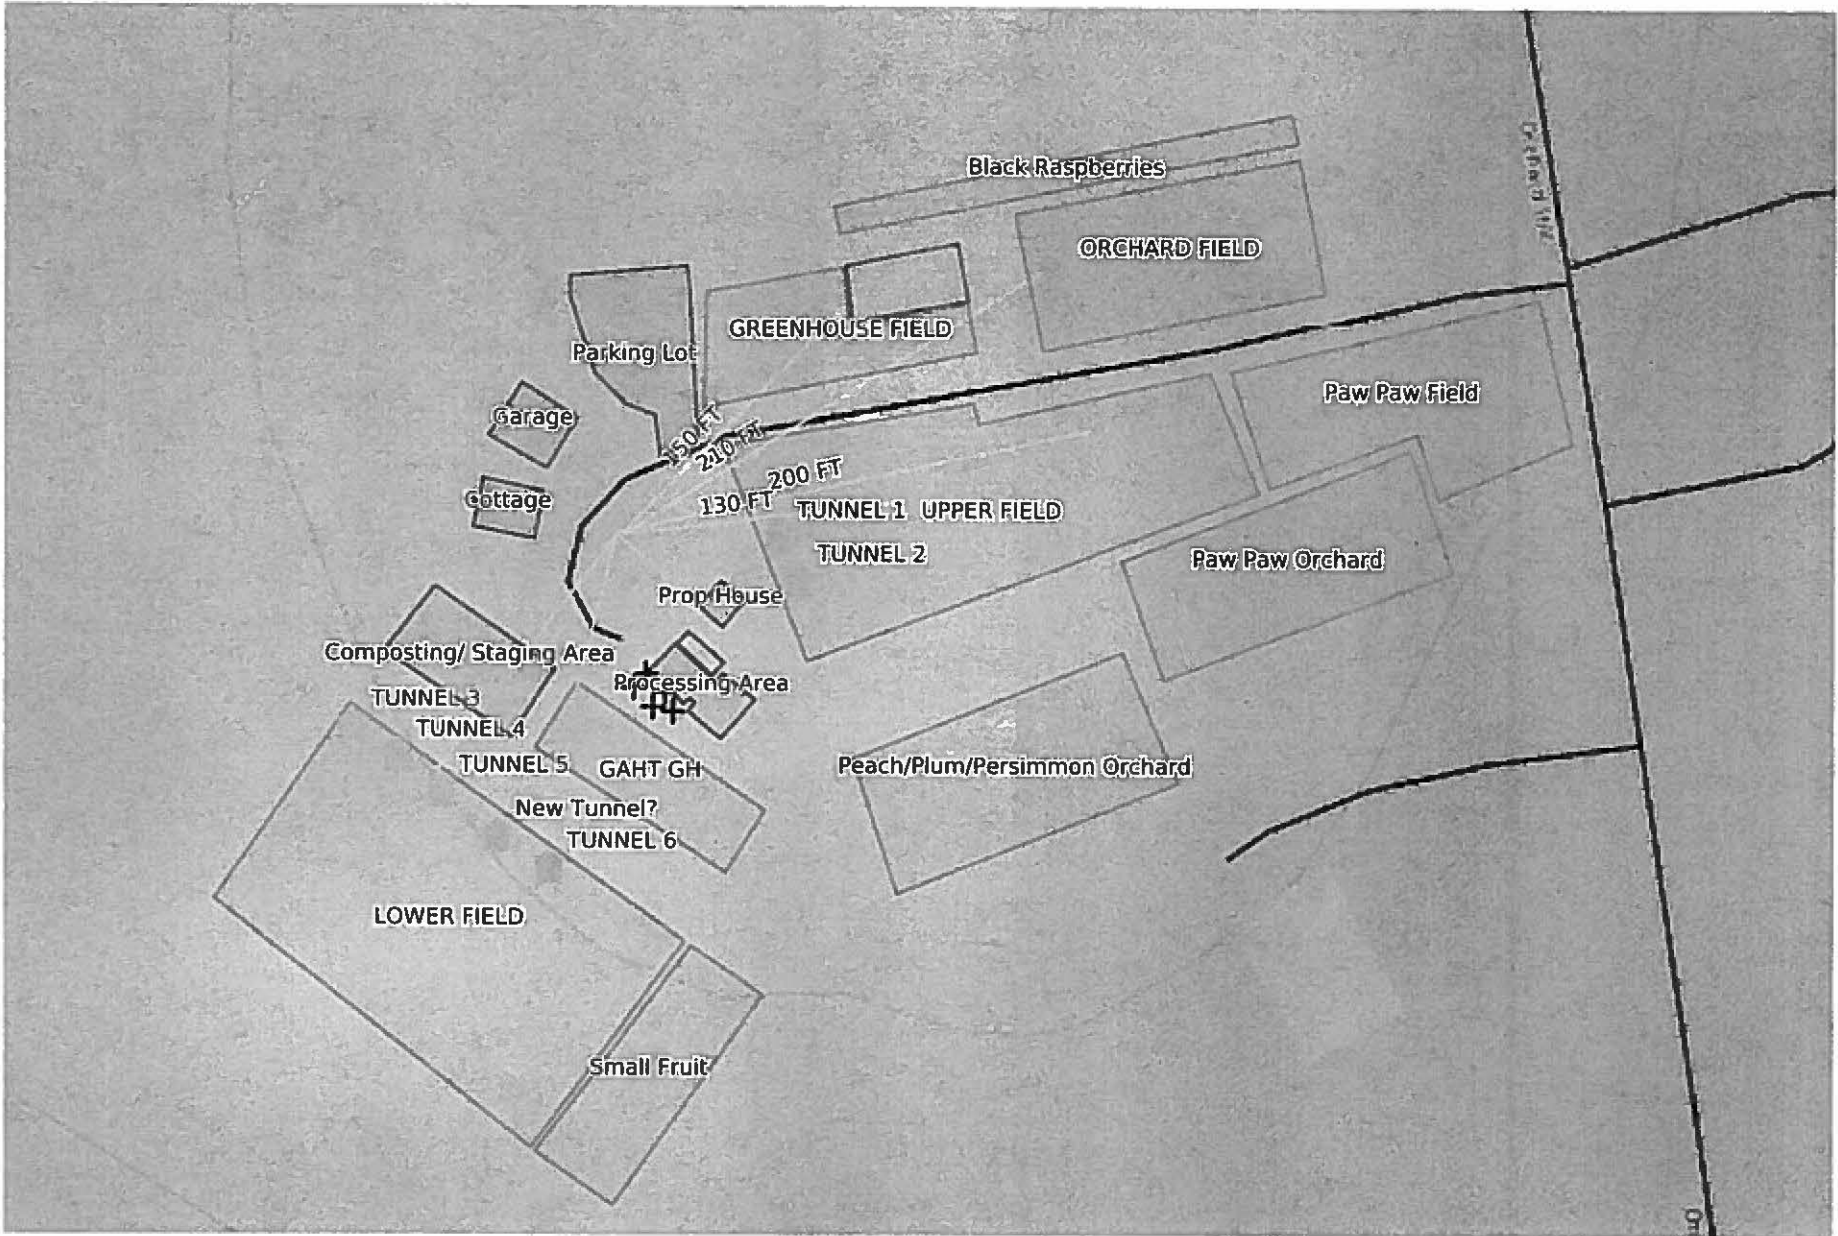 Black Raspberries
ORCHARD FIELD
GREENHOUSE FIELD
Parking Lot
Paw Paw Field
Garage
150 FT
210 FT
200 FT
130 FT
Cottage
TUNNEL 1 UPPER FIELD
TUNNEL 2
Paw Paw Orchard
Prop House
Composting/ Staging Area
Processing Area
TUNNEL 3
TUNNEL 4
TUNNEL 5
GAHT GH
Peach/Plum/Persimmon Orchard
New Tunnel?
TUNNEL 6
LOWER FIELD
Small Fruit